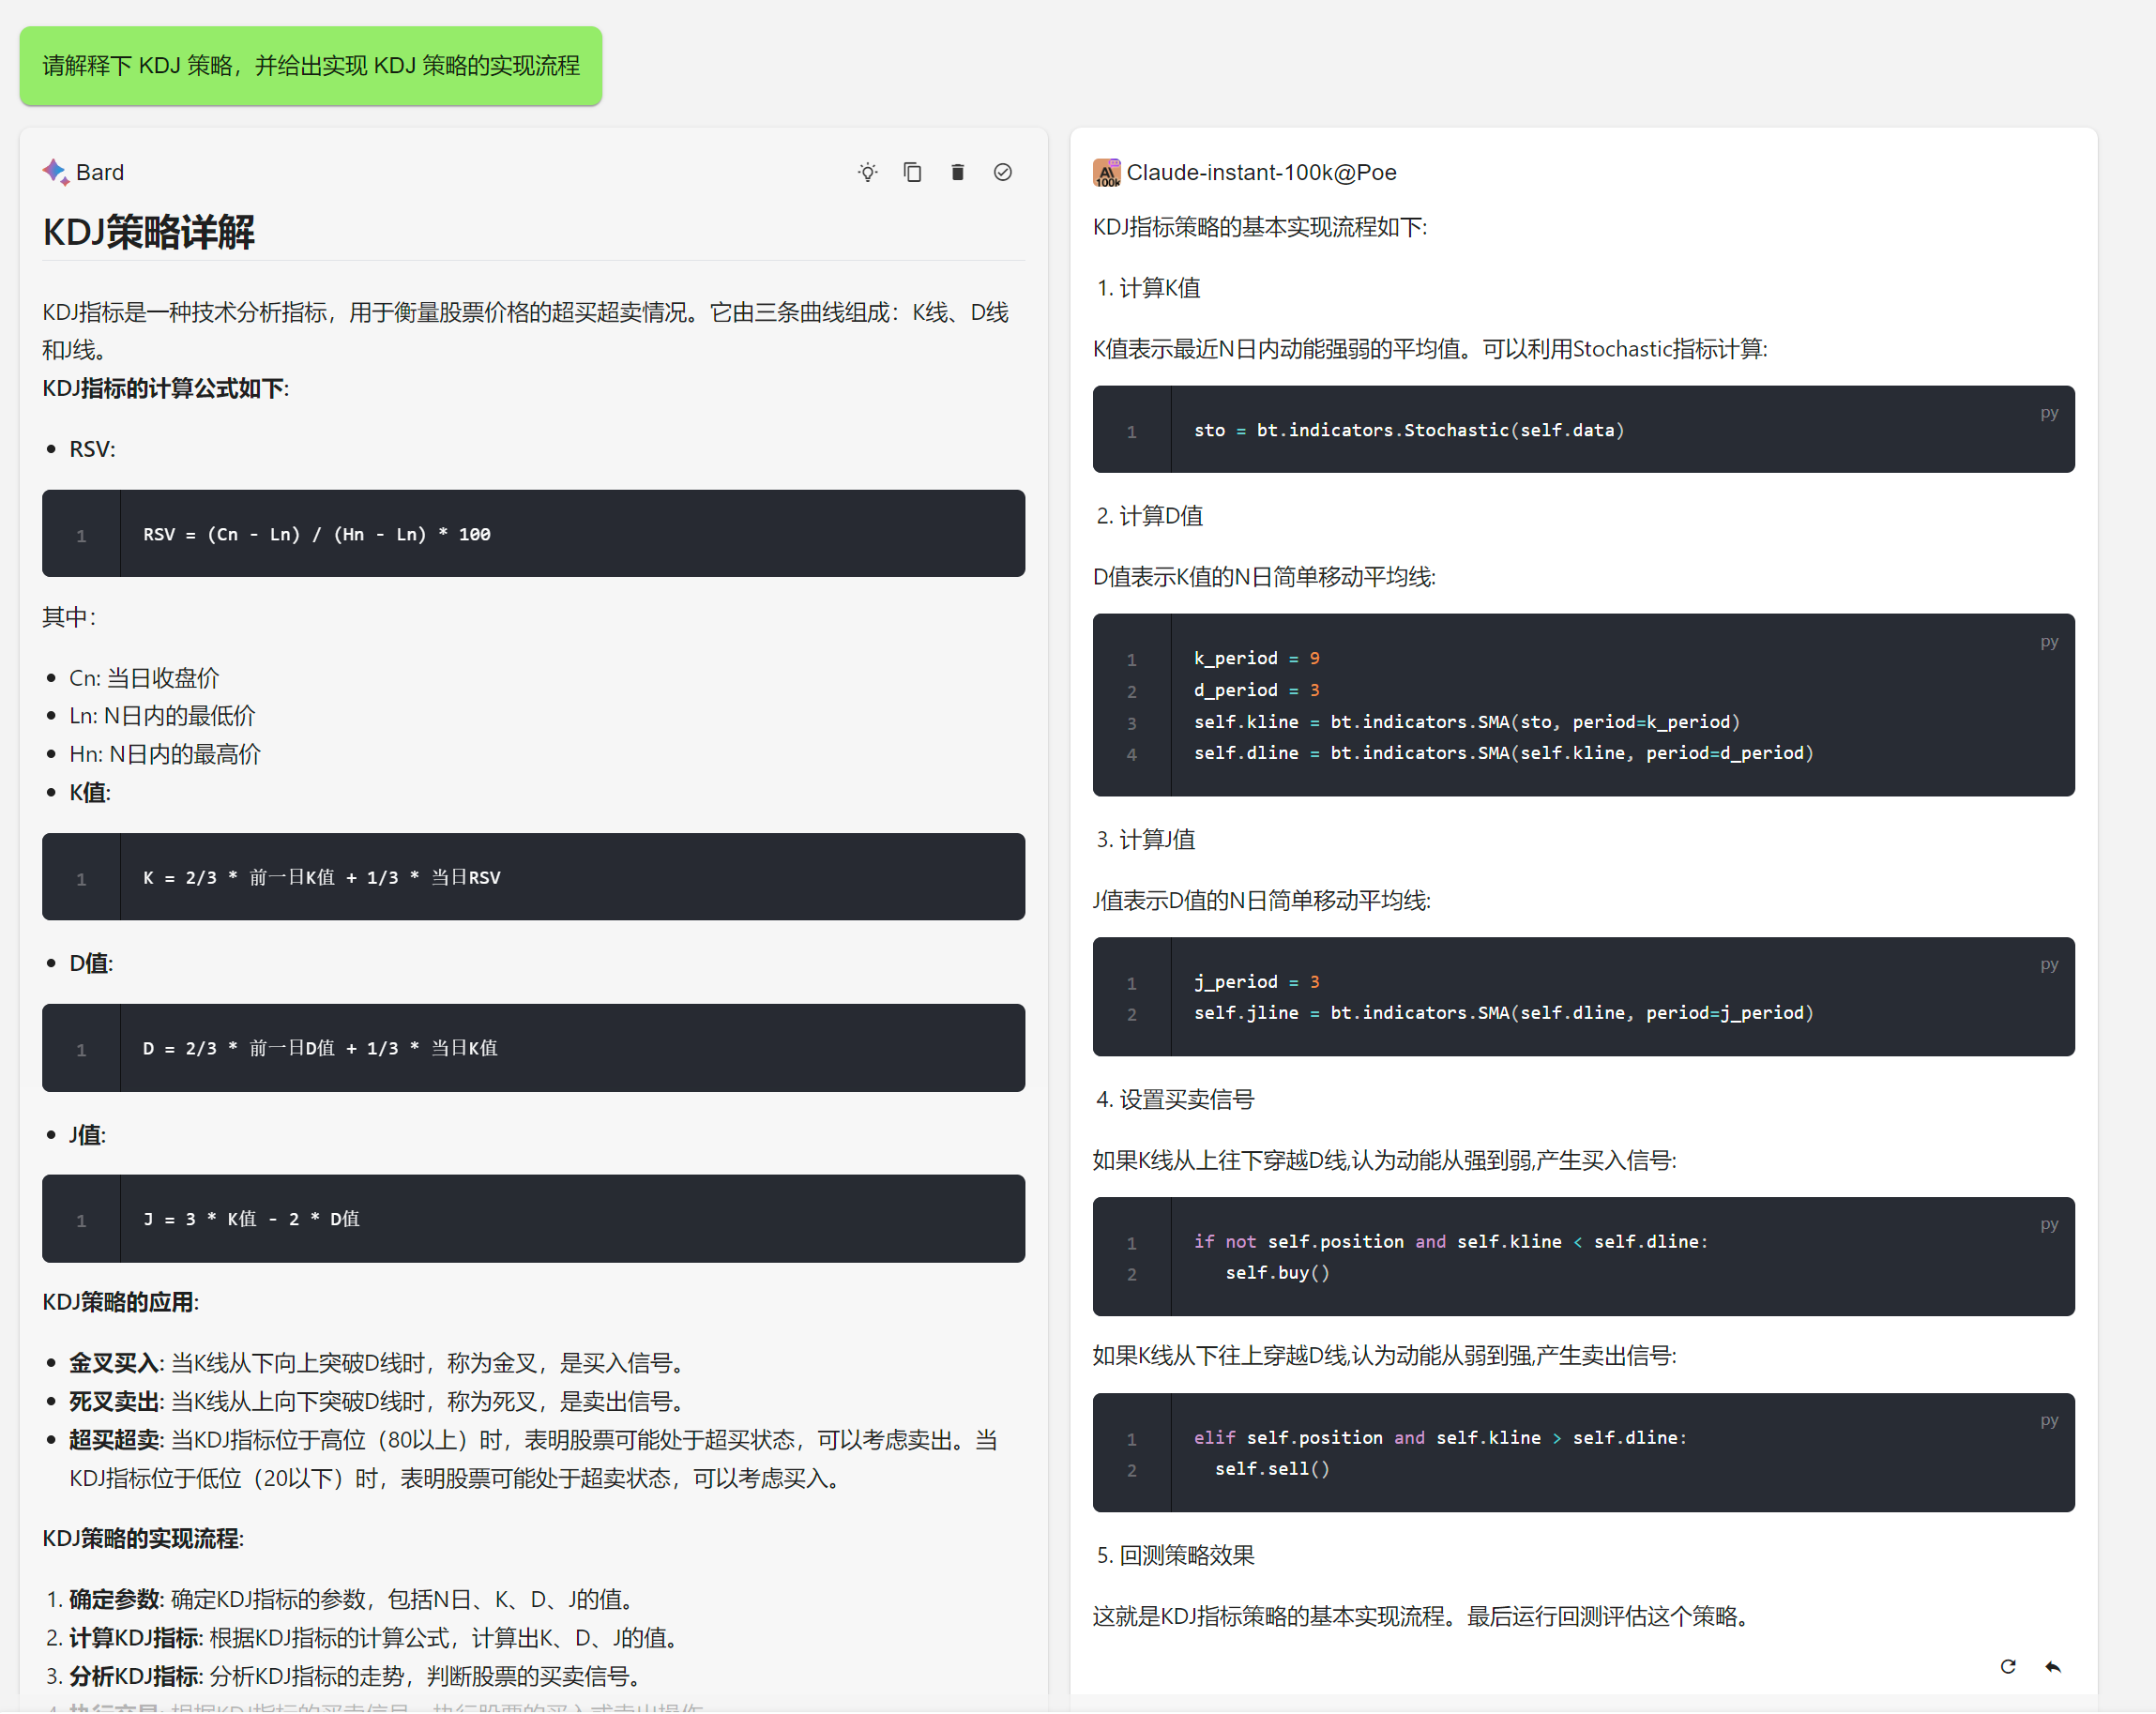 请解释下 KDJ 策略，并给出实现 KDJ 策略的实现流程
Bard
KDJ策略详解
KDJ指标是一种技术分析指标，用于衡量股票价格的超买超卖情况。它由三条曲线组成：K线、D线
和J线。
KDJ指标的计算公式如下:
RSV:
1 RSV = (Cn - Ln) / (Hn - Ln) * 100
其中：
Cn: 当日收盘价
Ln: N日内的最低价
Hn: N日内的最高价
K值:
1 K = 2/3 * 前一日K值 + 1/3 * 当日RSV
D值:
1 D = 2/3 * 前一日D值 + 1/3 * 当日K值
J值:
1 J = 3 * K值 - 2 * D值
KDJ策略的应用:
金叉买入: 当K线从下向上突破D线时，称为金叉，是买入信号。
死叉卖出: 当K线从上向下突破D线时，称为死叉，是卖出信号。
超买超卖: 当KDJ指标位于高位（80以上）时，表明股票可能处于超买状态，可以考虑卖出。当
KDJ指标位于低位（20以下）时，表明股票可能处于超卖状态，可以考虑买入。
KDJ策略的实现流程:
1. 确定参数: 确定KDJ指标的参数，包括N日、K、D、J的值。
2. 计算KDJ指标: 根据KDJ指标的计算公式，计算出K、D、J的值。
3. 分析KDJ指标: 分析KDJ指标的走势，判断股票的买卖信号。
4. 执行交易: 根据KDJ指标的买卖信号，执行股票的买入或卖出操作
AI 100k
Claude-instant-100k@Poe
KDJ指标策略的基本实现流程如下:
1. 计算K值
K值表示最近N日内动能强弱的平均值。可以利用Stochastic指标计算:
py
1 sto = bt.indicators.Stochastic(self.data)
2. 计算D值
D值表示K值的N日简单移动平均线:
py
1 k_period = 9
2 d_period = 3
3 self.kline = bt.indicators.SMA(sto, period=k_period)
4 self.dline = bt.indicators.SMA(self.kline, period=d_period)
3. 计算J值
J值表示D值的N日简单移动平均线:
py
1 j_period = 3
2 self.jline = bt.indicators.SMA(self.dline, period=j_period)
4. 设置买卖信号
如果K线从上往下穿越D线,认为动能从强到弱,产生买入信号:
py
1 if not self.position and self.kline < self.dline:
2 self.buy()
如果K线从下往上穿越D线,认为动能从弱到强,产生卖出信号:
py
1 elif self.position and self.kline > self.dline:
2 self.sell()
5. 回测策略效果
这就是KDJ指标策略的基本实现流程。最后运行回测评估这个策略。